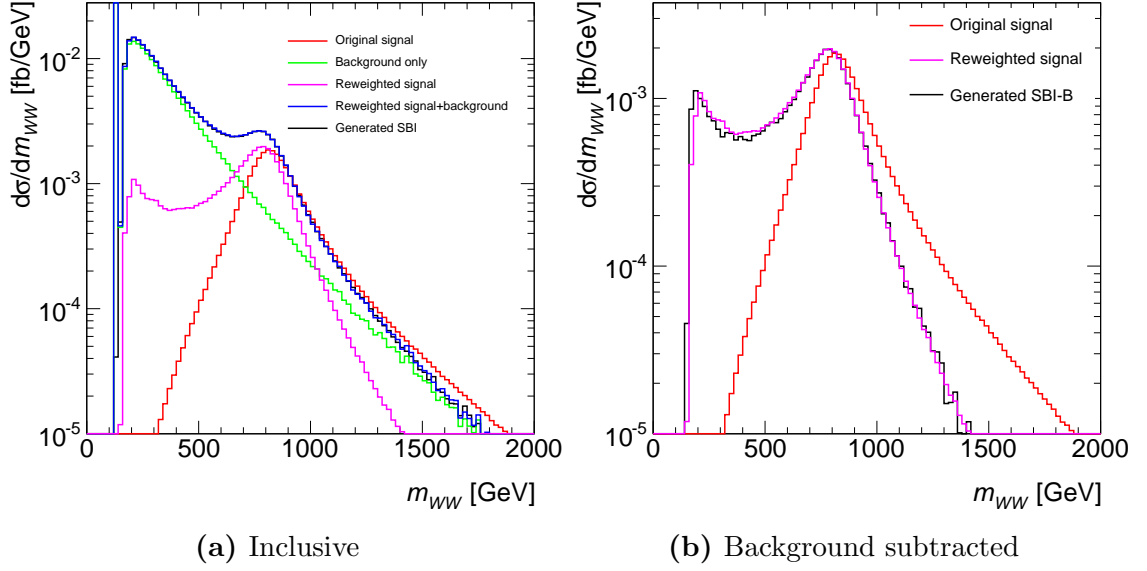 dσ/dm_WW [fb/GeV]
10⁻²
10⁻³
10⁻⁴
10⁻⁵
Original signal
Background only
Reweighted signal
Reweighted signal+background
Generated SBI
0 500 1000 1500 2000
m_WW [GeV]
(a) Inclusive
dσ/dm_WW [fb/GeV]
10⁻³
10⁻⁴
10⁻⁵
Original signal
Reweighted signal
Generated SBI-B
0 500 1000 1500 2000
m_WW [GeV]
(b) Background subtracted